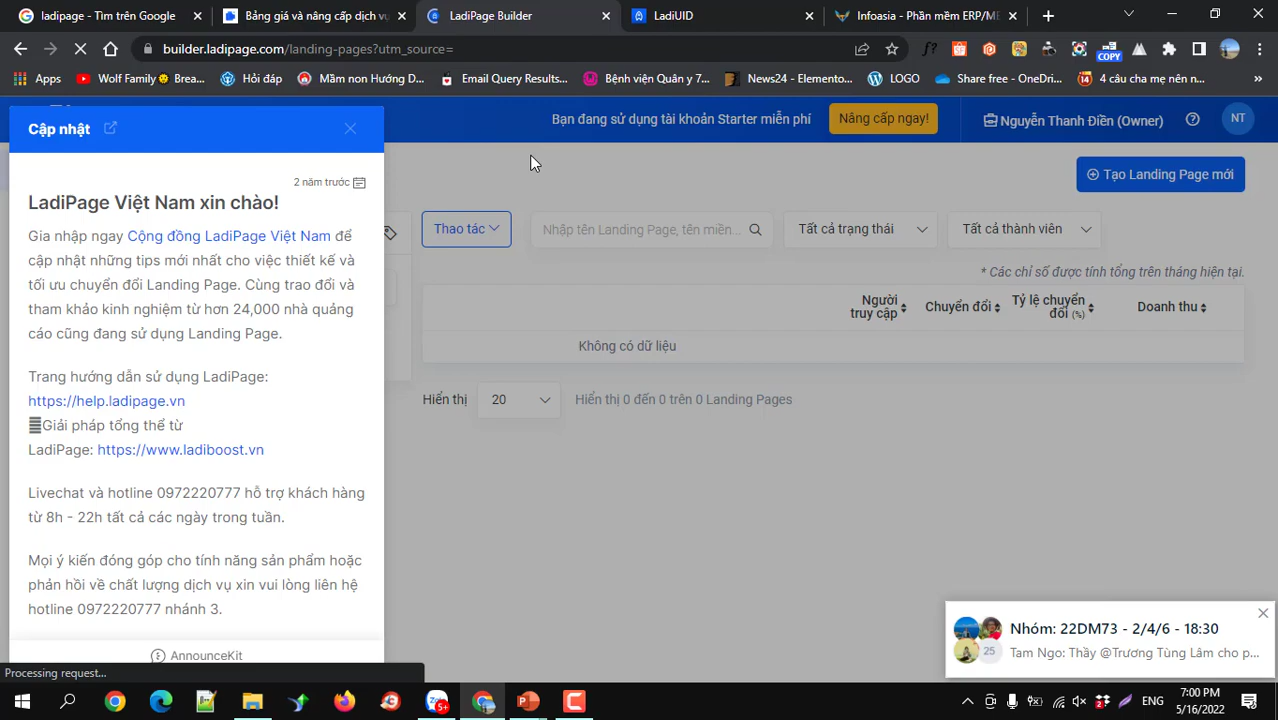 ladipage - Tìm trên Google
Bảng giá và nâng cấp dịch vụ
LadiPage Builder
LadiUID
Infoasia - Phần mềm ERP/ME
builder.ladipage.com/landing-pages?utm_source=
COPY
Apps
Wolf Family Brea...
Hỏi đáp
Mầm non Hướng D...
Email Query Results...
Bệnh viện Quân y 7...
News24 - Elemento...
LOGO
Share free - OneDri...
4 câu cha mẹ nên n...
Cập nhật
Bạn đang sử dụng tài khoản Starter miễn phí
Nâng cấp ngay!
Nguyễn Thanh Điền (Owner)
NT
2 năm trước
LadiPage Việt Nam xin chào!
Gia nhập ngay Cộng đồng LadiPage Việt Nam để
cập nhật những tips mới nhất cho việc thiết kế và
tối ưu chuyển đổi Landing Page. Cùng trao đổi và
tham khảo kinh nghiệm từ hơn 24,000 nhà quảng
cáo cũng đang sử dụng Landing Page.
Trang hướng dẫn sử dụng LadiPage:
https://help.ladipage.vn
Giải pháp tổng thể từ
LadiPage: https://www.ladiboost.vn
Livechat và hotline 0972220777 hỗ trợ khách hàng
từ 8h - 22h tất cả các ngày trong tuần.
Mọi ý kiến đóng góp cho tính năng sản phẩm hoặc
phản hồi về chất lượng dịch vụ xin vui lòng liên hệ
hotline 0972220777 nhánh 3.
AnnounceKit
Tạo Landing Page mới
Thao tác
Nhập tên Landing Page, tên miền...
Tất cả trạng thái
Tất cả thành viên
* Các chỉ số được tính tổng trên tháng hiện tại.
Người
truy cập
Chuyển đổi
Tỷ lệ chuyển
đổi (%)
Doanh thu
Không có dữ liệu
Hiển thị
20
Hiển thị 0 đến 0 trên 0 Landing Pages
Nhóm: 22DM73 - 2/4/6 - 18:30
25
Tam Ngo: Thầy @Trương Tùng Lâm cho p...
Processing request...
5+
ENG
7:00 PM
5/16/2022